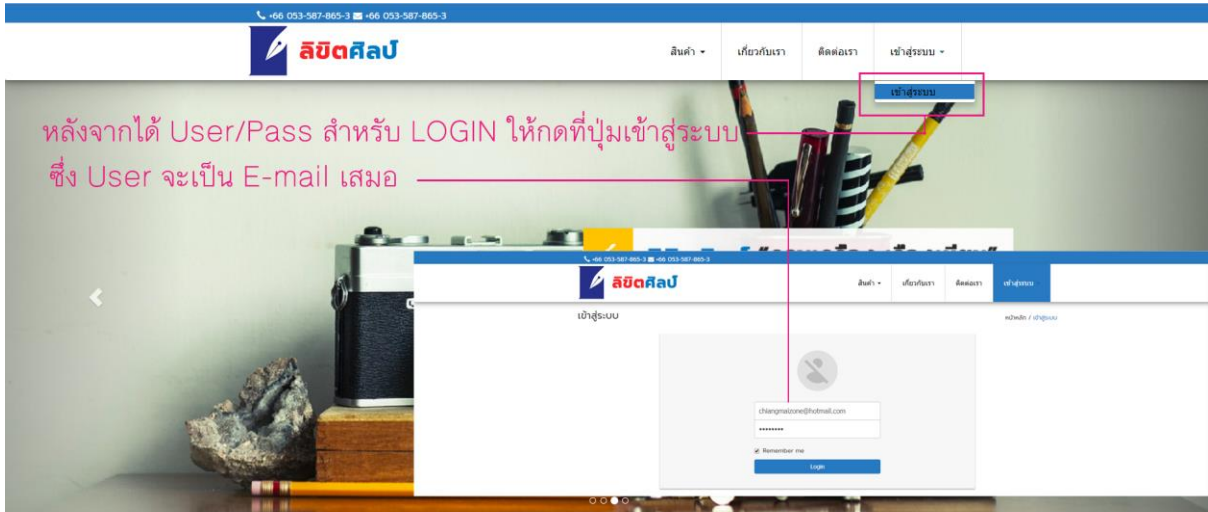 +66 053-587-865-3 +66 053-587-865-3
ลิขิตศิลป์
สินค้า เกี่ยวกับเรา ติดต่อเรา เข้าสู่ระบบ
เข้าสู่ระบบ
หลังจากได้ User/Pass สำหรับ LOGIN ให้กดที่ปุ่มเข้าสู่ระบบ
ซึ่ง User จะเป็น E-mail เสมอ
+66 053-587-865-3 +66 053-587-865-3
ลิขิตศิลป์
สินค้า เกี่ยวกับเรา ติดต่อเรา เข้าสู่ระบบ
เข้าสู่ระบบ
หน้าหลัก / เข้าสู่ระบบ
chiangmaizone@hotmail.com
Remember me
Login